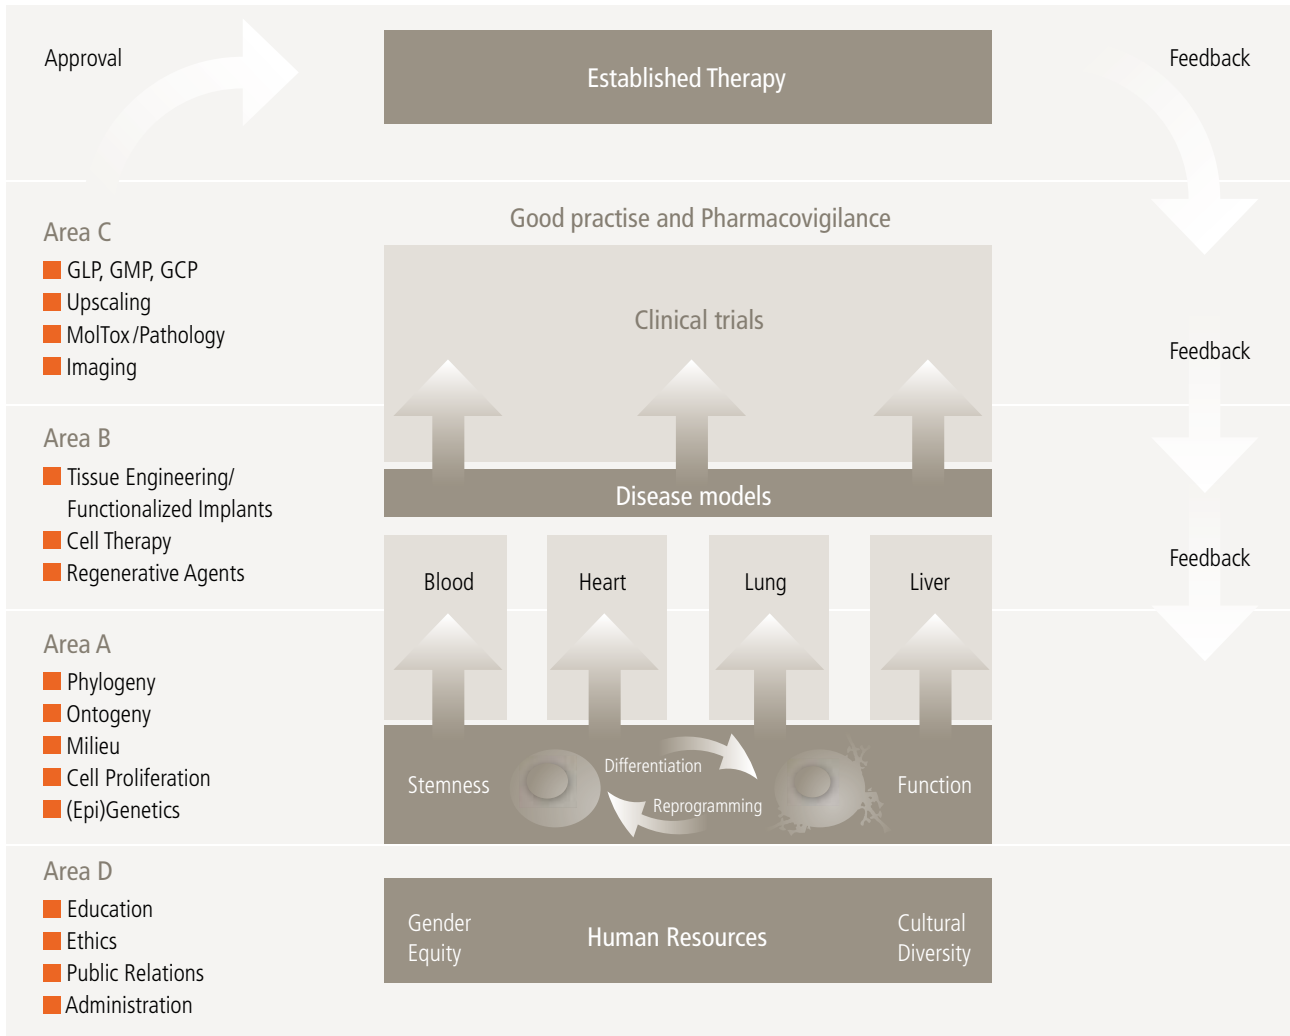 Approval
Established Therapy
Feedback
Area C
GLP, GMP, GCP
Upscaling
MolTox/Pathology
Imaging
Good practise and Pharmacovigilance
Clinical trials
Feedback
Area B
Tissue Engineering/
Functionalized Implants
Cell Therapy
Regenerative Agents
Disease models
Blood
Heart
Lung
Liver
Feedback
Area A
Phylogeny
Ontogeny
Milieu
Cell Proliferation
(Epi)Genetics
Stemness
Differentiation
Reprogramming
Function
Area D
Education
Ethics
Public Relations
Administration
Gender
Equity
Human Resources
Cultural
Diversity